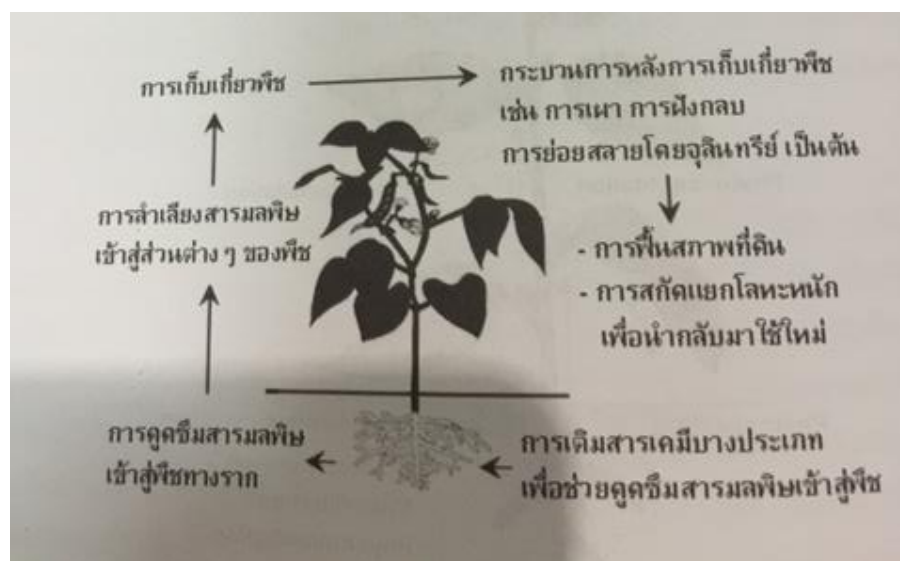 การเก็บเกี่ยวพืช
กระบวนการหลังการเก็บเกี่ยวพืช
เช่น การเผา การฝังกลบ
การย่อยสลายโดยจุลินทรีย์ เป็นต้น
การลำเลียงสารมลพิษ
เข้าสู่ส่วนต่าง ๆ ของพืช
- การฟื้นสภาพที่ดิน
- การสกัดแยกโลหะหนัก
เพื่อนำกลับมาใช้ใหม่
การดูดซึมสารมลพิษ
เข้าสู่พืชทางราก
การเติมสารเคมีบางประเภท
เพื่อช่วยดูดซึมสารมลพิษเข้าสู่พืช